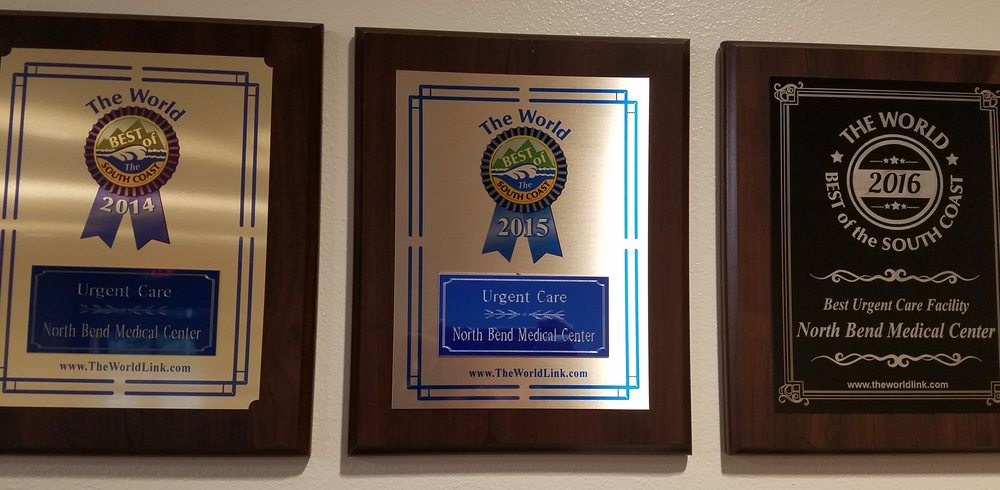 The World
BEST of
The
SOUTH COAST
2014
Urgent Care
North Bend Medical Center
www.TheWorldLink.com
The World
BEST of
The
SOUTH COAST
2015
Urgent Care
North Bend Medical Center
www.TheWorldLink.com
THE WORLD
2016
BEST of the SOUTH COAST
Best Urgent Care Facility
North Bend Medical Center
www.theworldlink.com